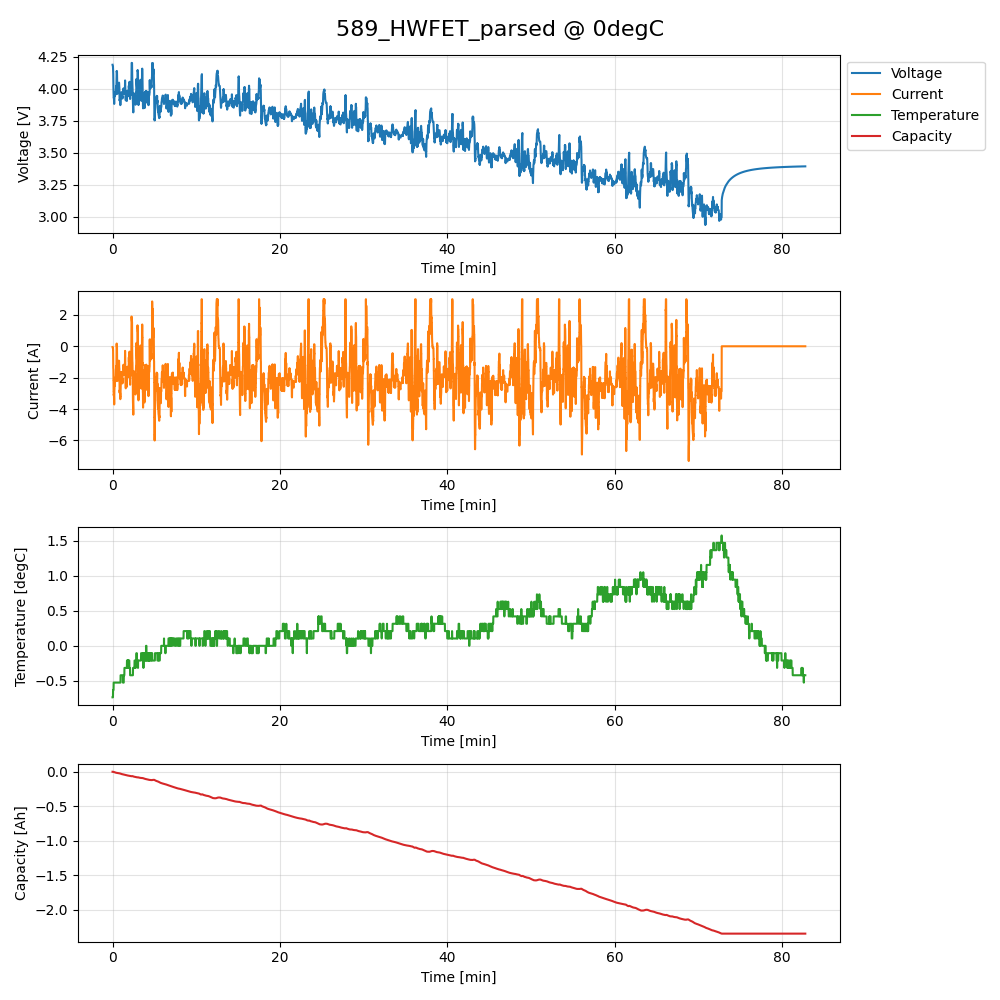 589_HWFET_parsed @ 0degC
4.25
4.00
3.75
3.50
3.25
3.00
Voltage [V]
0 20 40 60 80
Time [min]
Voltage
Current
Temperature
Capacity
2
0
−2
−4
−6
Current [A]
0 20 40 60 80
Time [min]
1.5
1.0
0.5
0.0
−0.5
Temperature [degC]
0 20 40 60 80
Time [min]
0.0
−0.5
−1.0
−1.5
−2.0
Capacity [Ah]
0 20 40 60 80
Time [min]